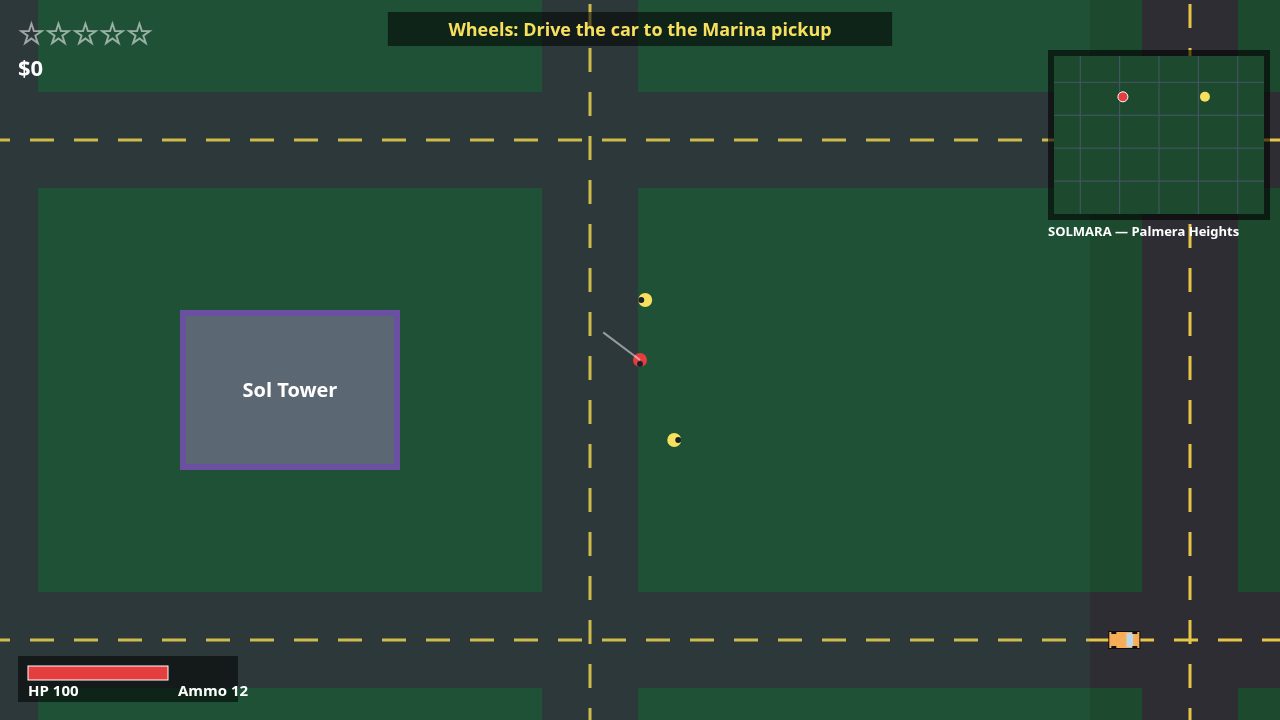 Wheels: Drive the car to the Marina pickup
$0
SOLMARA — Palmera Heights
Sol Tower
HP 100
Ammo 12